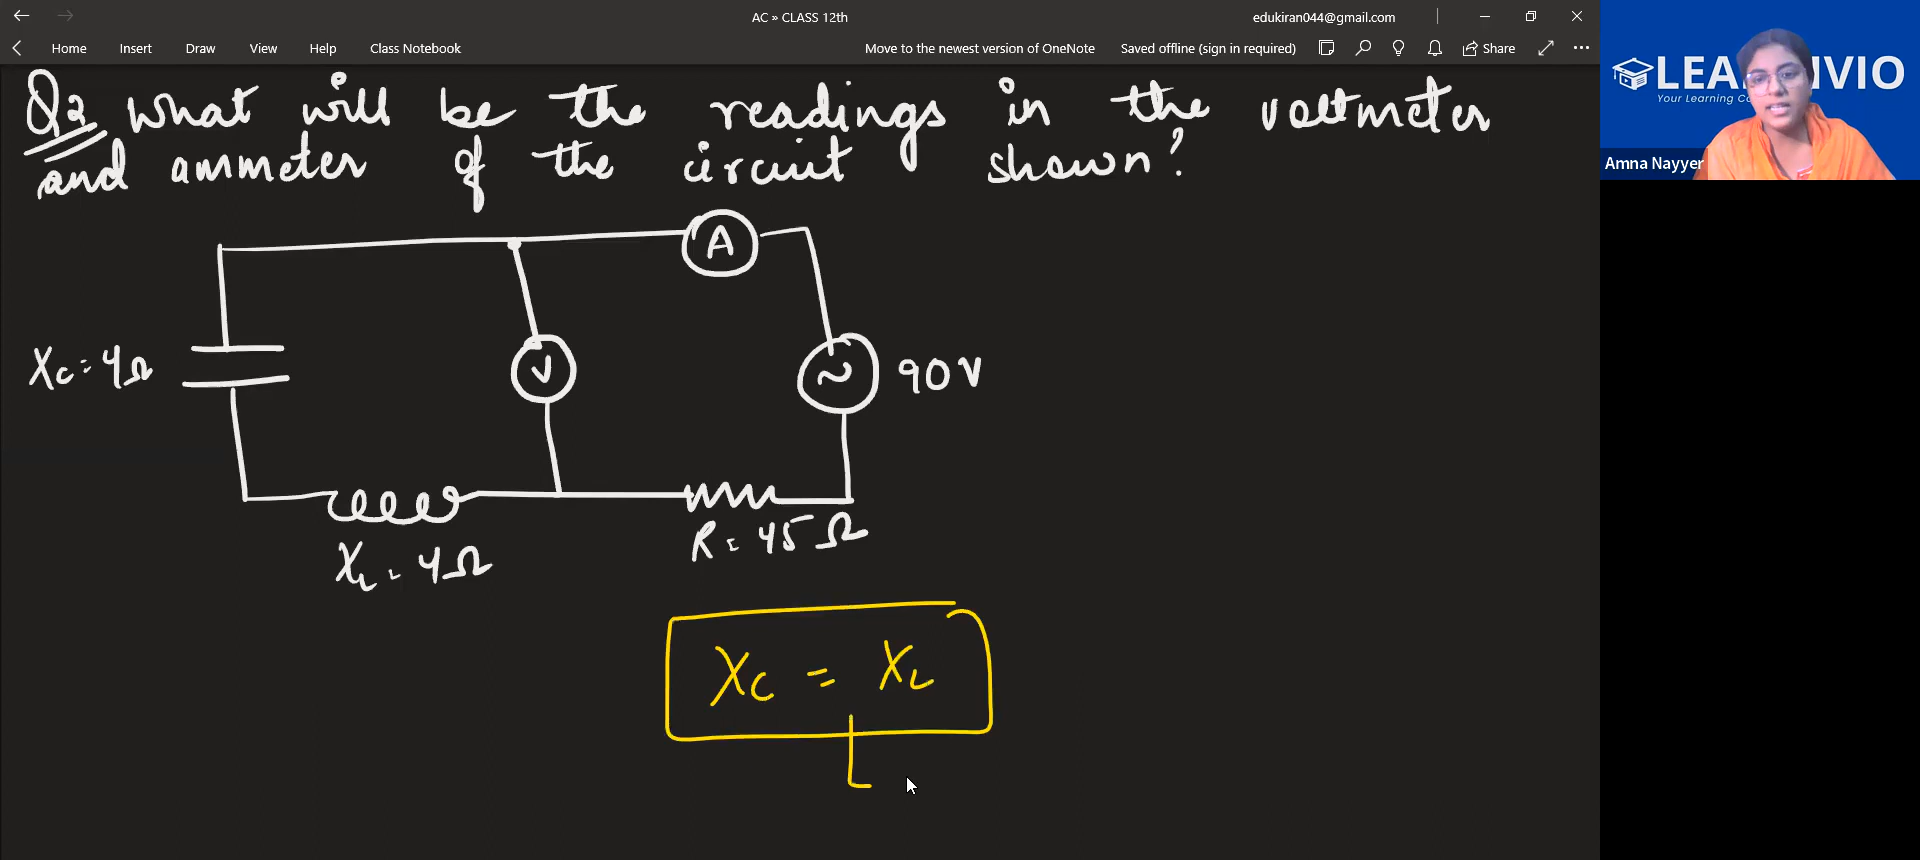 AC » CLASS 12th
edukiran044@gmail.com
Home Insert Draw View Help Class Notebook
Move to the newest version of OneNote Saved offline (sign in required) Share
Q2 What will be the readings in the voltmeter
and ammeter of the circuit shown?
A
Xc = 4Ω
V
~
90V
R = 45Ω
XL = 4Ω
Xc = XL
Your Learning
Amna Nayyer